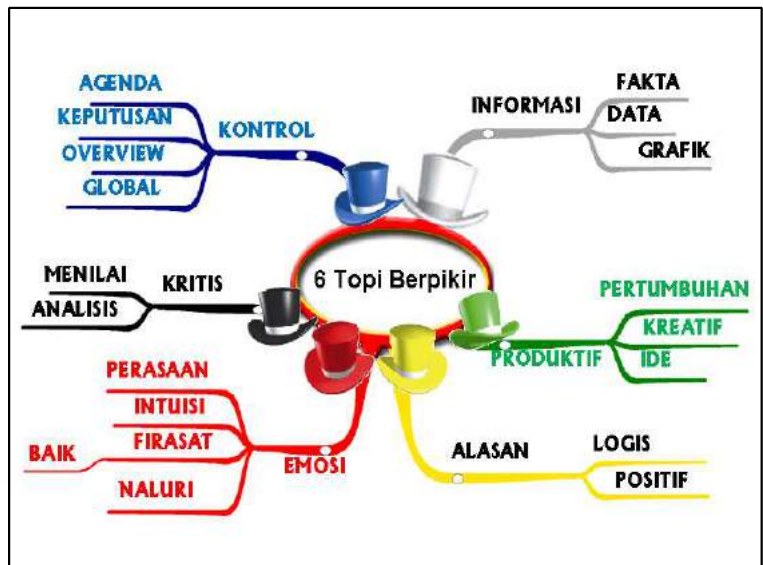 6 Topi Berpikir
INFORMASI
FAKTA
DATA
GRAFIK
PRODUKTIF
PERTUMBUHAN
KREATIF
IDE
ALASAN
LOGIS
POSITIF
EMOSI
PERASAAN
INTUISI
FIRASAT
BAIK
NALURI
KRITIS
MENILAI
ANALISIS
KONTROL
AGENDA
KEPUTUSAN
OVERVIEW
GLOBAL